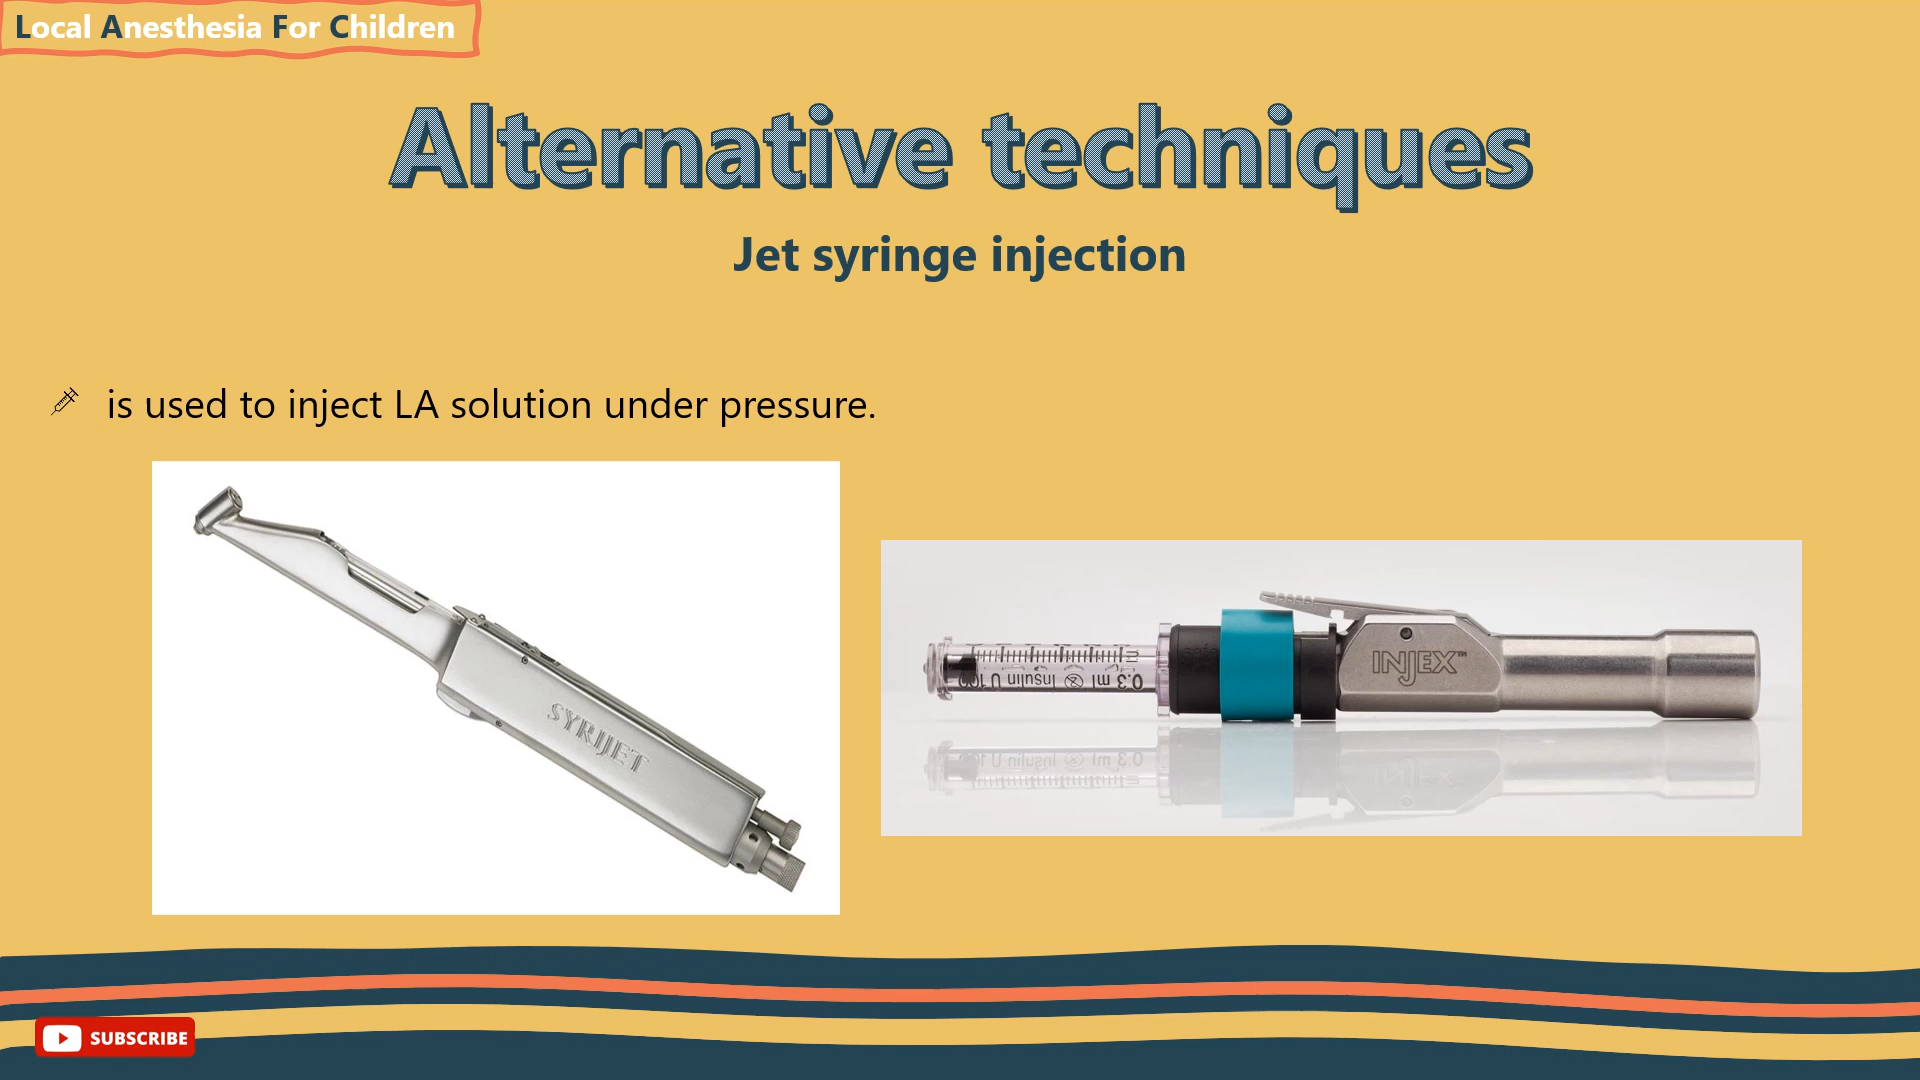 Local Anesthesia For Children
Alternative techniques
Jet syringe injection
is used to inject LA solution under pressure.
SYRIJET
INJEX™
0.3 ml Insulin U 100
SUBSCRIBE